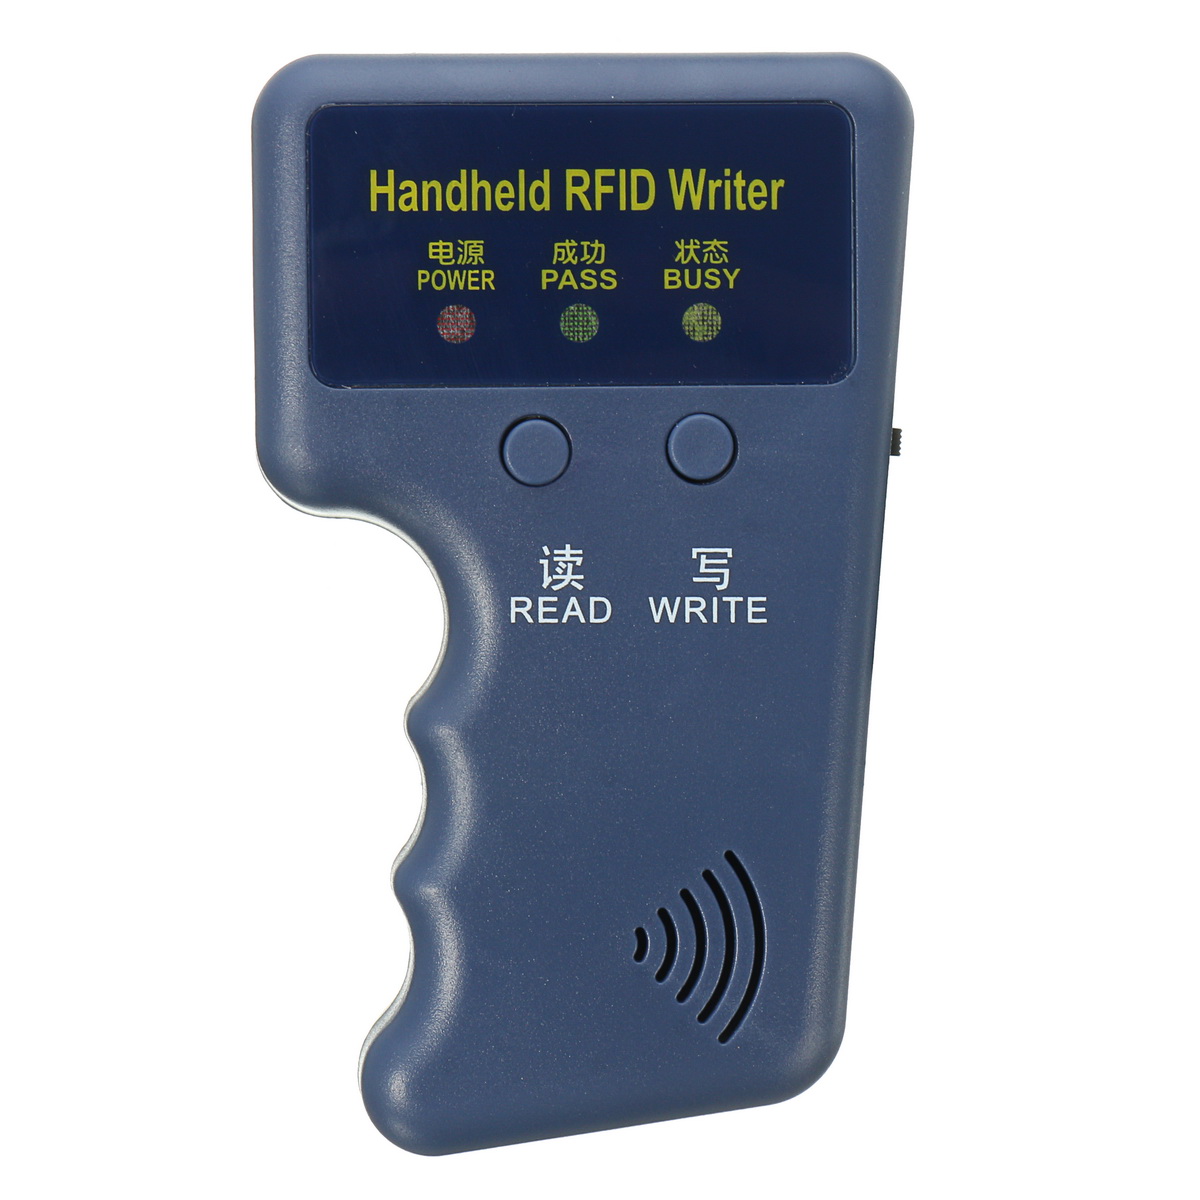 Handheld RFID Writer
电源 成功 状态
POWER PASS BUSY
读 写
READ WRITE